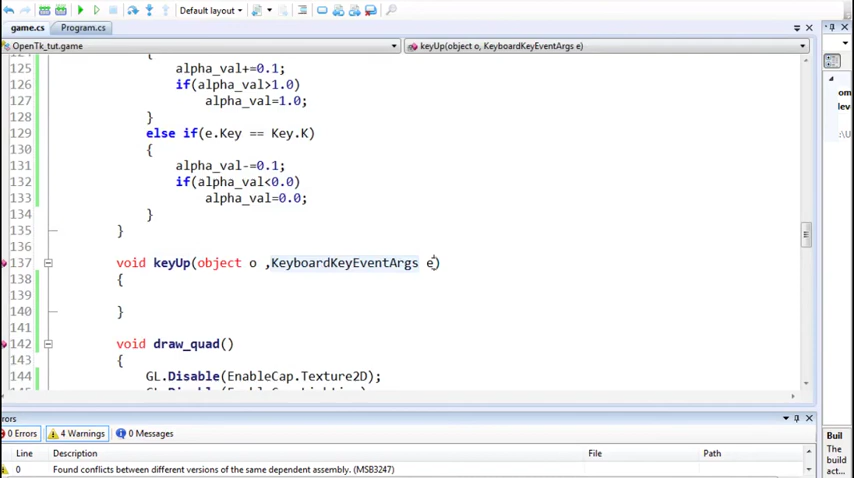 Default layout
game.cs
Program.cs
OpenTk_tut.game
keyUp(object o, KeyboardKeyEventArgs e)
124 {
125 alpha_val+=0.1;
126 if(alpha_val>1.0)
127 alpha_val=1.0;
128 }
129 else if(e.Key == Key.K)
130 {
131 alpha_val-=0.1;
132 if(alpha_val<0.0)
133 alpha_val=0.0;
134 }
135 }
136
137 void keyUp(object o ,KeyboardKeyEventArgs e)
138 {
139
140 }
141
142 void draw_quad()
143 {
144 GL.Disable(EnableCap.Texture2D);
rors
0 Errors
4 Warnings
0 Messages
Line
Description
File
Path
0
Found conflicts between different versions of the same dependent assembly. (MSB3247)
om
lev
:\U
Buil
The
build
act...